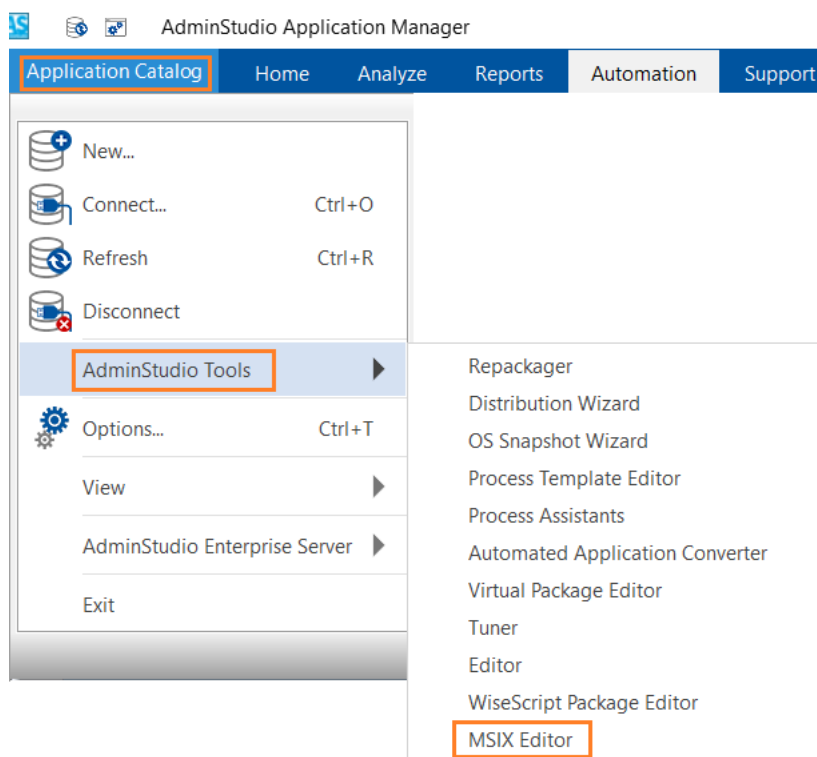 AS
AdminStudio Application Manager
Application Catalog Home Analyze Reports Automation Support
New...
Connect... Ctrl+O
Refresh Ctrl+R
Disconnect
AdminStudio Tools
Repackager
Distribution Wizard
OS Snapshot Wizard
Process Template Editor
Process Assistants
Automated Application Converter
Virtual Package Editor
Tuner
Editor
WiseScript Package Editor
MSIX Editor
Options... Ctrl+T
View
AdminStudio Enterprise Server
Exit